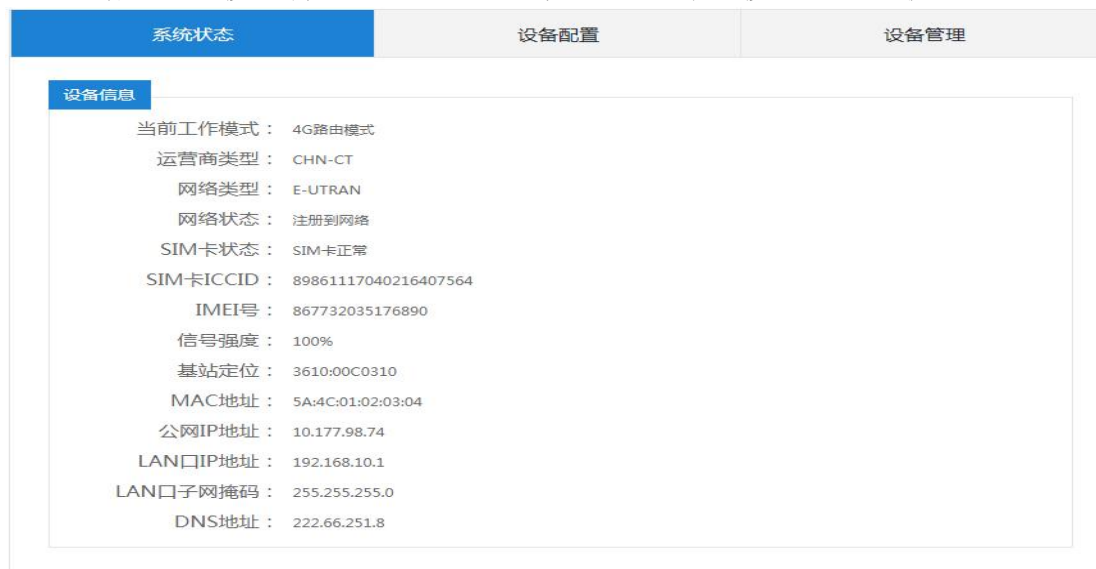 系统状态 设备配置 设备管理
设备信息
当前工作模式： 4G路由模式
运营商类型： CHN-CT
网络类型： E-UTRAN
网络状态： 注册到网络
SIM卡状态： SIM卡正常
SIM卡ICCID： 89861117040216407564
IMEI号： 867732035176890
信号强度： 100%
基站定位： 3610:00C0310
MAC地址： 5A:4C:01:02:03:04
公网IP地址： 10.177.98.74
LAN口IP地址： 192.168.10.1
LAN口子网掩码： 255.255.255.0
DNS地址： 222.66.251.8